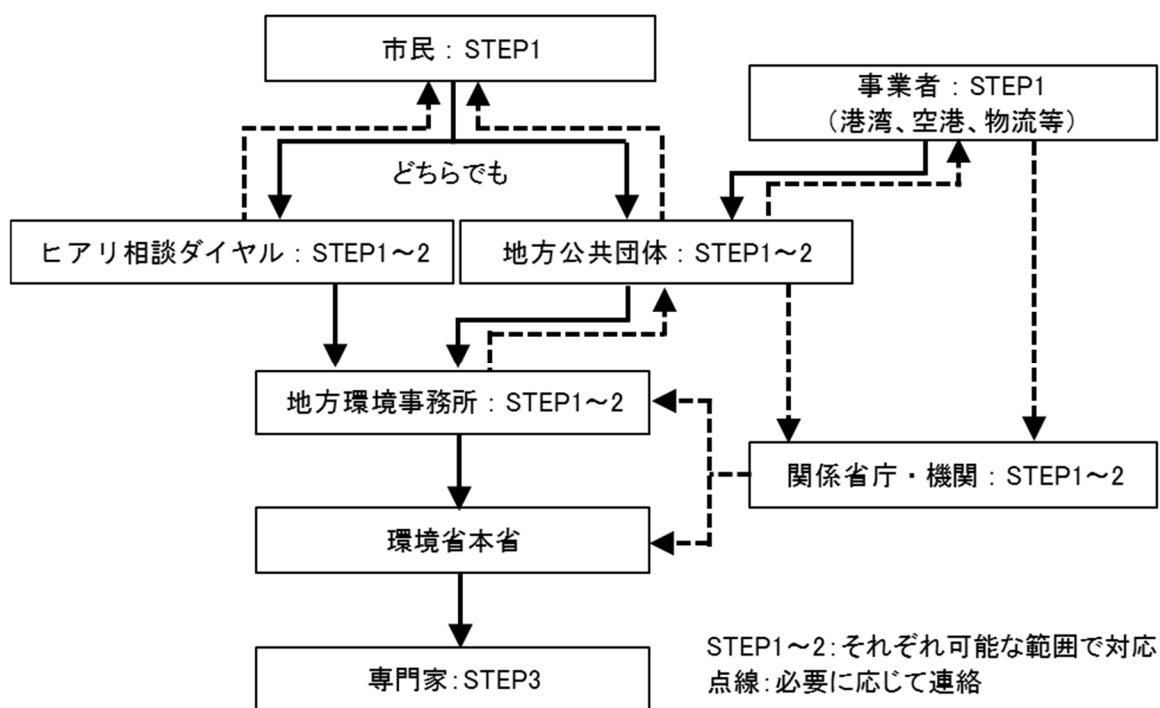 市民：STEP1
事業者：STEP1
（港湾、空港、物流等）
どちらでも
ヒアリ相談ダイヤル：STEP1～2
地方公共団体：STEP1～2
地方環境事務所：STEP1～2
関係省庁・機関：STEP1～2
環境省本省
専門家：STEP3
STEP1～2：それぞれ可能な範囲で対応
点線：必要に応じて連絡